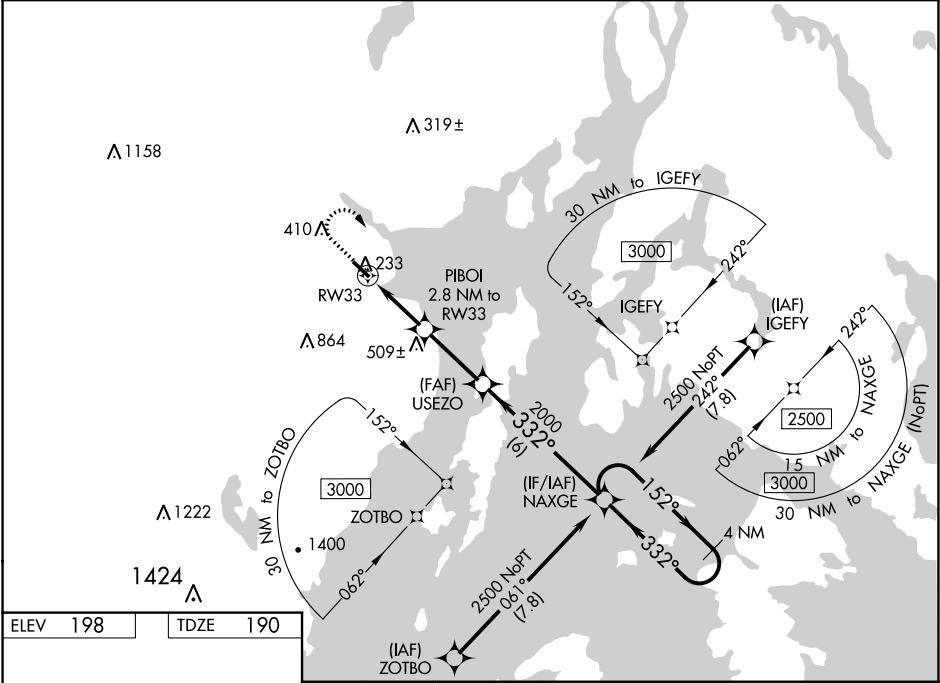 319±
1158
30 NM to IGEFY
410
3000
242°
233
RW33
PIBOI
2.8 NM to
RW33
152°
IGEFY
(IAF)
IGEFY
242°
864
509±
(FAF)
USEZO
2500 NoPT
242°
(7.8)
2500
062°
15 NM to NAXGE
3000
30 NM to NAXGE (NoPT)
2000
332°
(6)
152°
30 NM to ZOTBO
3000
ZOTBO
062°
(IF/IAF)
NAXGE
152°
4 NM
332°
1222
1400
1424
2500 NoPT
061°
(7.8)
(IAF)
ZOTBO
ELEV 198
TDZE 190